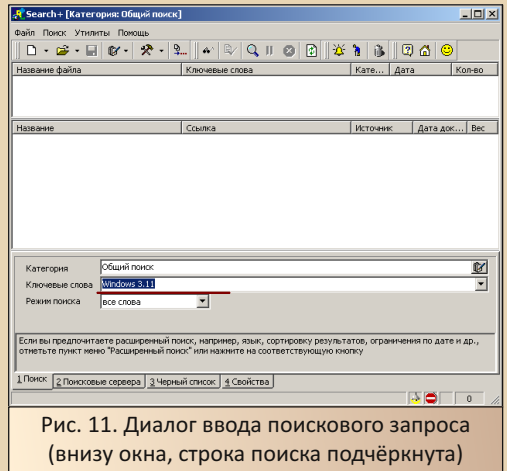 Search+ [Категория: Общий поиск]
Файл Поиск Утилиты Помощь
Название файла Ключевые слова Кате... Дата Кол-во
Название Ссылка Источник Дата док... Вес
Категория Общий поиск
Ключевые слова Windows 3.11
Режим поиска все слова
Если вы предпочитаете расширенный поиск, например, язык, сортировку результатов, ограничения по дате и др.,
отметьте пункт меню "Расширенный поиск" или нажмите на соответствующую кнопку
1 Поиск 2 Поисковые сервера 3 Черный список 4 Свойства
0
Рис. 11. Диалог ввода поискового запроса
(внизу окна, строка поиска подчёркнута)